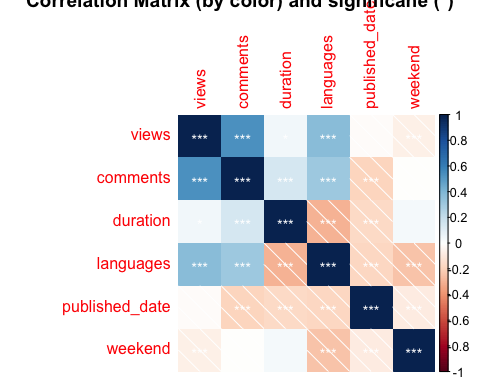 Correlation Matrix (by color) and significane (*)
views
comments
duration
languages
published_date
weekend
views *** *** * *** ***
comments *** *** *** *** ***
duration * *** *** *** ***
languages *** *** *** *** *** ***
published_date *** *** *** *** ***
weekend *** *** *** ***
1
0.8
0.6
0.4
0.2
0
-0.2
-0.4
-0.6
-0.8
-1